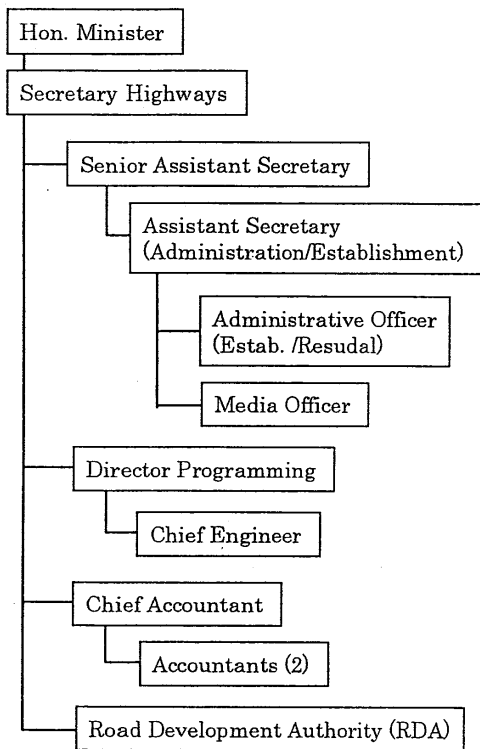 Hon. Minister
Secretary Highways
Senior Assistant Secretary
Assistant Secretary
(Administration/Establishment)
Administrative Officer
(Estab. /Resudal)
Media Officer
Director Programming
Chief Engineer
Chief Accountant
Accountants (2)
Road Development Authority (RDA)